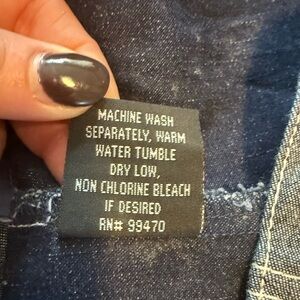 MACHINE WASH
SEPARATELY, WARM
WATER TUMBLE
DRY LOW,
NON CHLORINE BLEACH
IF DESIRED
RN# 99470